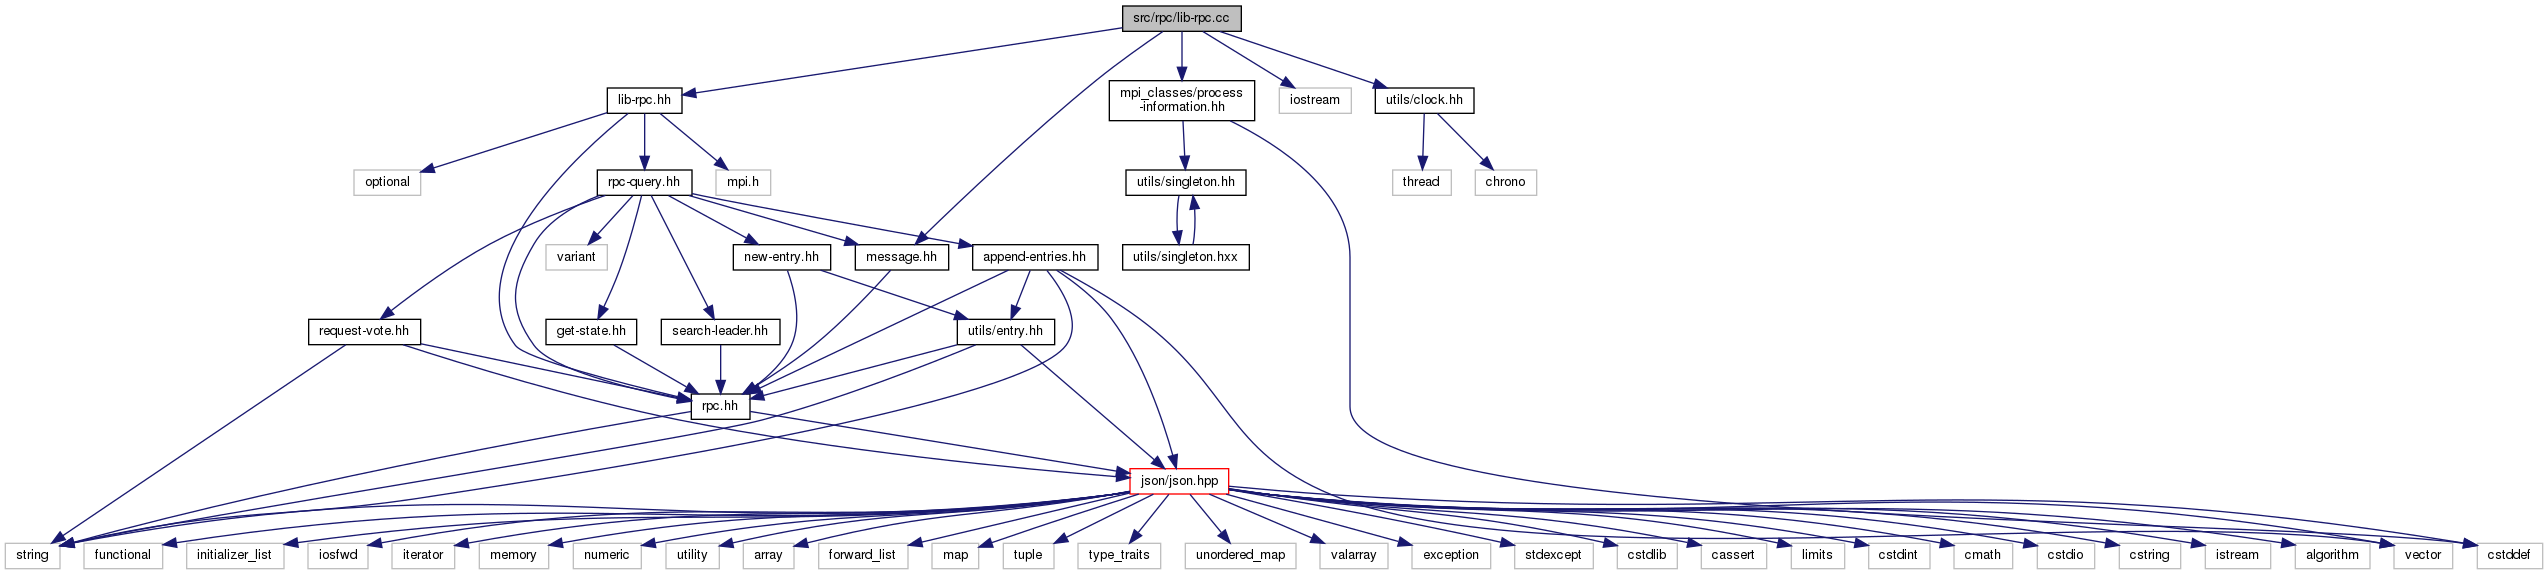 src/rpc/lib-rpc.cc
lib-rpc.hh
mpi_classes/process
-information.hh
iostream
utils/clock.hh
optional
rpc-query.hh
mpi.h
utils/singleton.hh
thread
chrono
variant
new-entry.hh
message.hh
append-entries.hh
utils/singleton.hxx
request-vote.hh
get-state.hh
search-leader.hh
utils/entry.hh
rpc.hh
json/json.hpp
string
functional
initializer_list
iosfwd
iterator
memory
numeric
utility
array
forward_list
map
tuple
type_traits
unordered_map
valarray
exception
stdexcept
cstdlib
cassert
limits
cstdint
cmath
cstdio
cstring
istream
algorithm
vector
cstddef